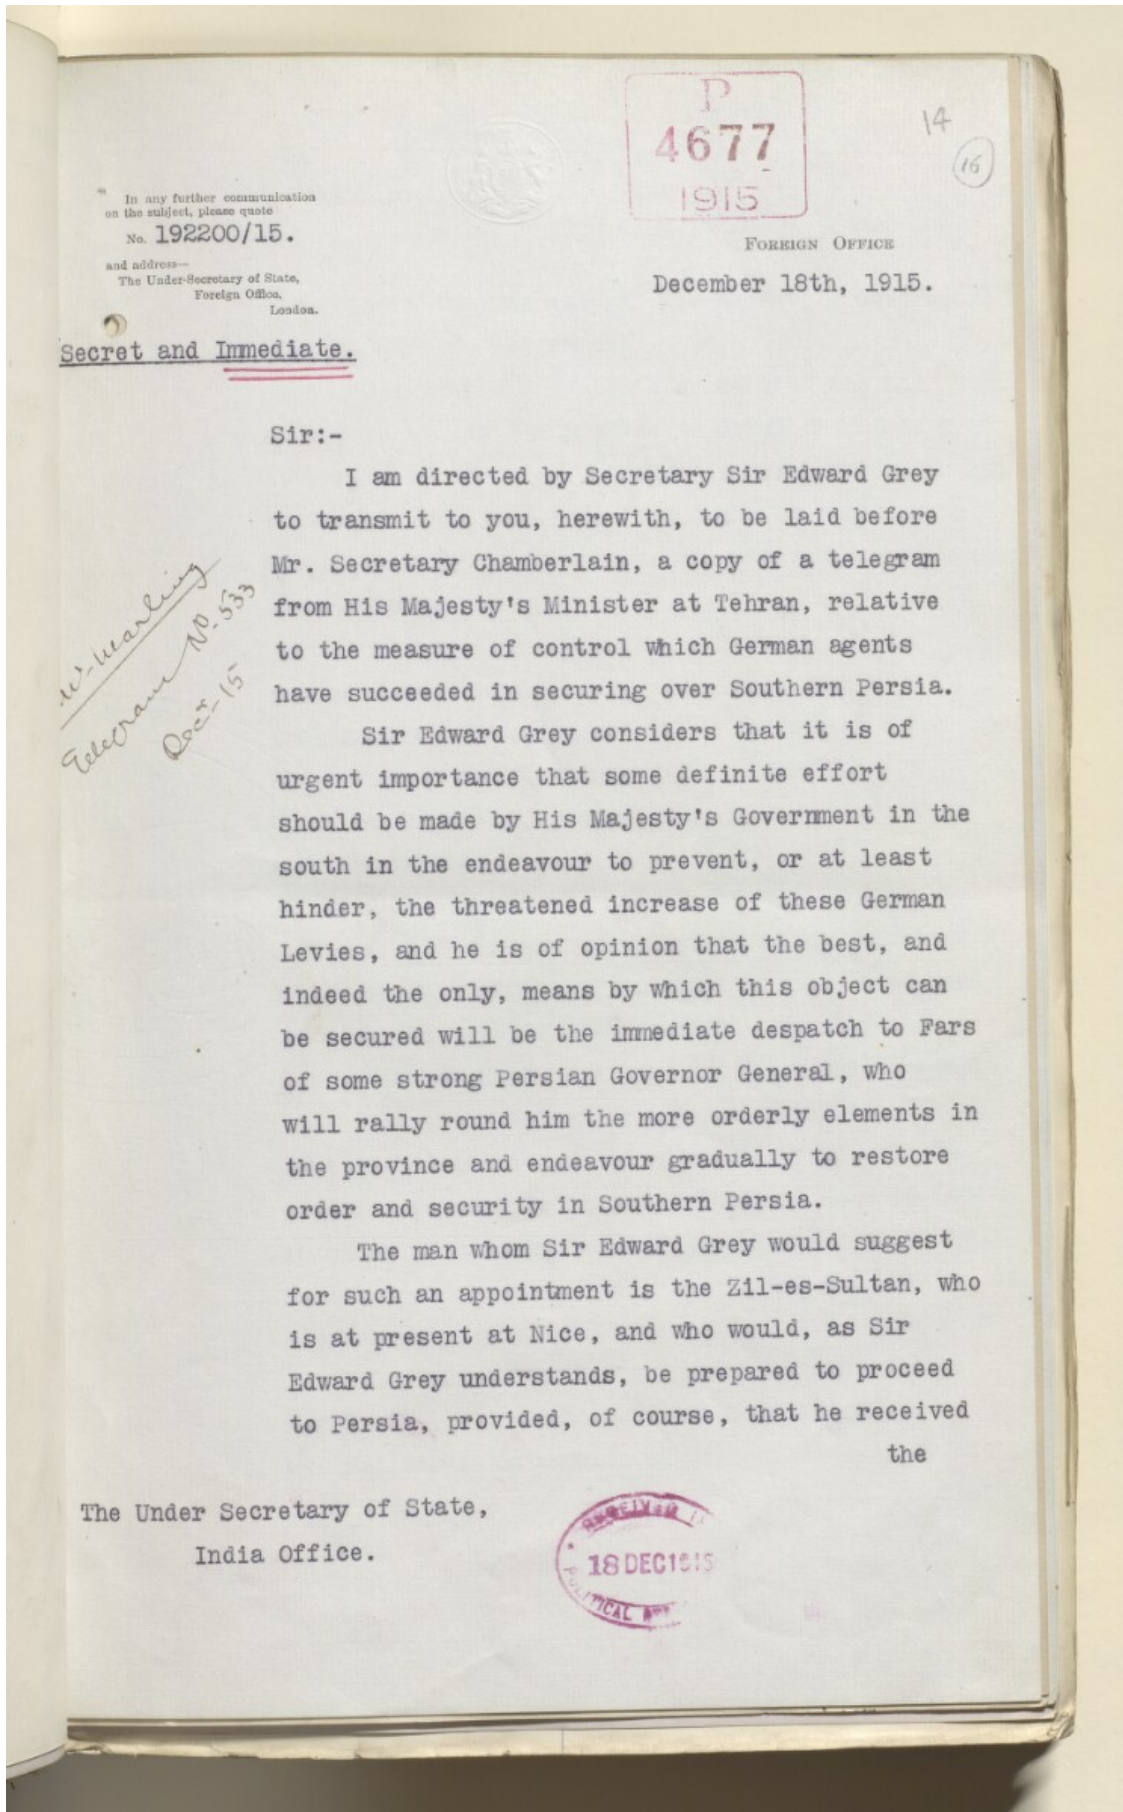 P
4677
1915
14
16
" In any further communication
on the subject, please quote
No. 192200/15.
and address—
The Under-Secretary of State,
Foreign Office,
London.
FOREIGN OFFICE
December 18th, 1915.
Secret and Immediate.
Sir:-
I am directed by Secretary Sir Edward Grey
to transmit to you, herewith, to be laid before
Mr. Secretary Chamberlain, a copy of a telegram
from His Majesty's Minister at Tehran, relative
to the measure of control which German agents
have succeeded in securing over Southern Persia.
Mr. Marling
Telegram No. 533
Decr. 15
Sir Edward Grey considers that it is of
urgent importance that some definite effort
should be made by His Majesty's Government in the
south in the endeavour to prevent, or at least
hinder, the threatened increase of these German
Levies, and he is of opinion that the best, and
indeed the only, means by which this object can
be secured will be the immediate despatch to Fars
of some strong Persian Governor General, who
will rally round him the more orderly elements in
the province and endeavour gradually to restore
order and security in Southern Persia.
The man whom Sir Edward Grey would suggest
for such an appointment is the Zil-es-Sultan, who
is at present at Nice, and who would, as Sir
Edward Grey understands, be prepared to proceed
to Persia, provided, of course, that he received
the
The Under Secretary of State,
India Office.
RECEIVED
18 DEC 1915
POLITICAL